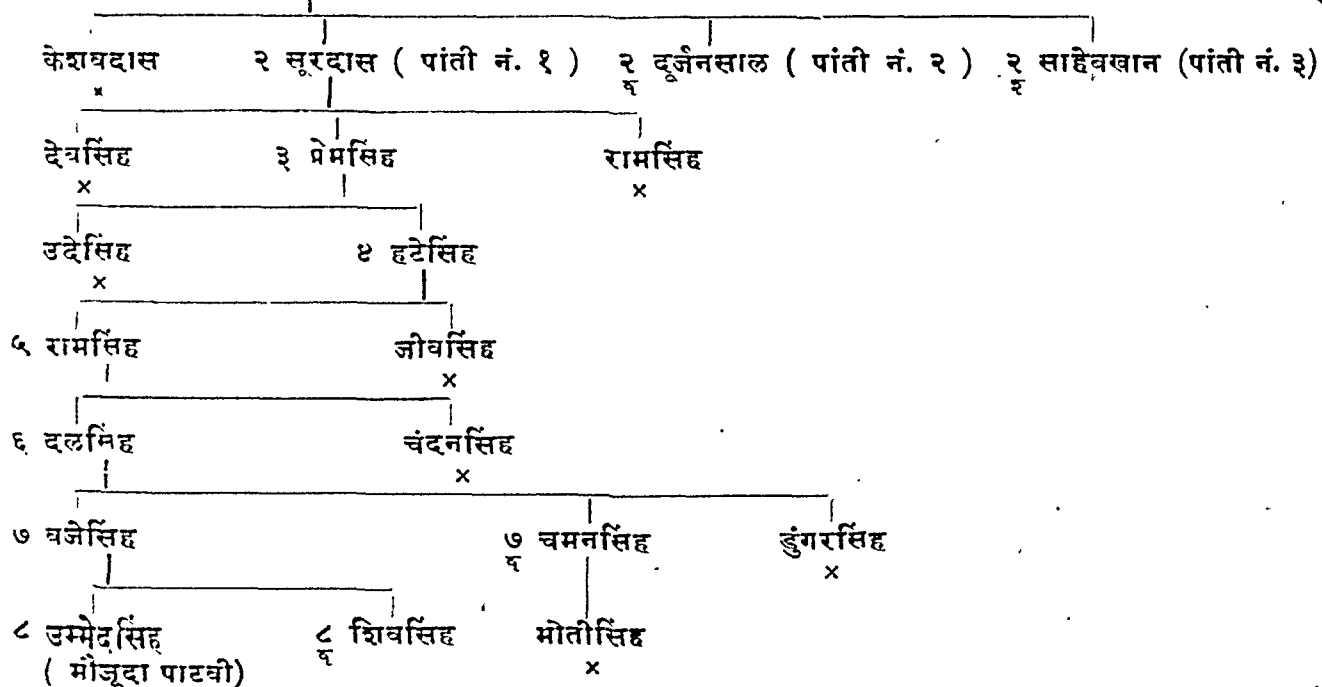 केशवदास २ सूरदास ( पांती नं. १ ) २ द दूर्जनसाल ( पांती नं. २ ) २ साहेबखान (पांती नं. ३)
×
देवसिंह ३ प्रेमसिंह रामसिंह
× ×
उदेसिंह ४ हटेसिंह
×
५ रामसिंह जीवसिंह
×
६ दलसिंह चंदनसिंह
×
७ वजेसिंह ७ द चमनसिंह डुंगरसिंह
×
८ उम्मेदसिंह ८ द शिवसिंह मोतीसिंह
( मौजूदा पाटवी) ×